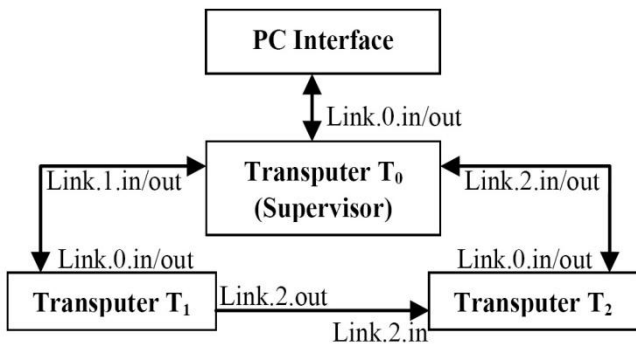 PC Interface
Link.0.in/out
Transputer T₀
(Supervisor)
Link.1.in/out
Link.2.in/out
Link.0.in/out
Link.0.in/out
Transputer T₁
Link.2.out
Link.2.in
Transputer T₂